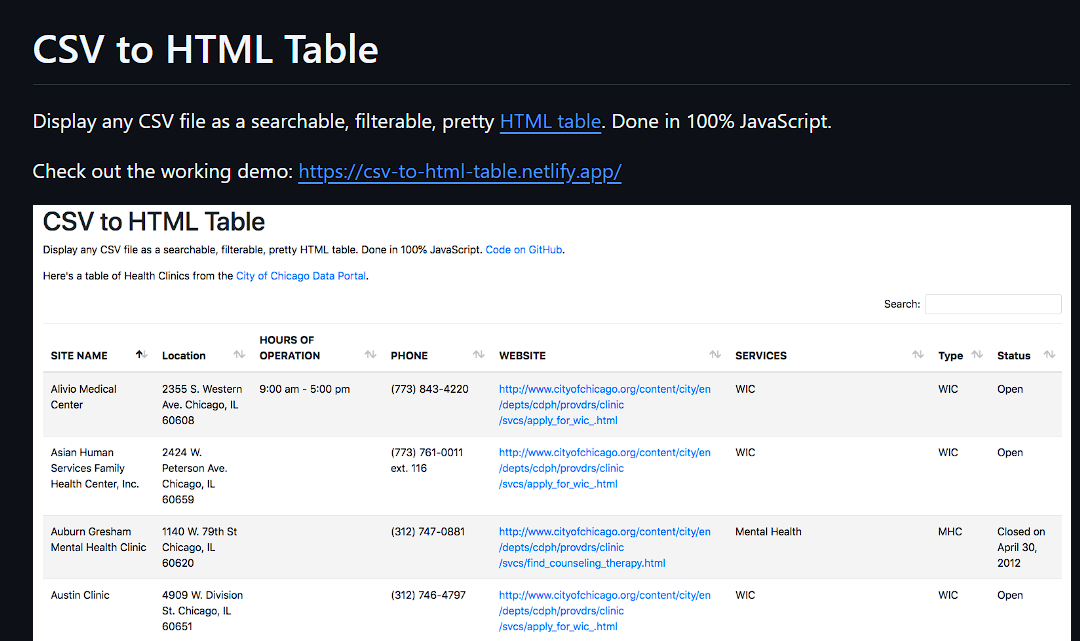 CSV to HTML Table
Display any CSV file as a searchable, filterable, pretty HTML table. Done in 100% JavaScript.
Check out the working demo: https://csv-to-html-table.netlify.app/
CSV to HTML Table
Display any CSV file as a searchable, filterable, pretty HTML table. Done in 100% JavaScript. Code on GitHub.
Here's a table of Health Clinics from the City of Chicago Data Portal.
Search:
SITE NAME
Location
HOURS OF
OPERATION
PHONE
WEBSITE
SERVICES
Type
Status
Alivio Medical
Center
2355 S. Western
Ave. Chicago, IL
60608
9:00 am - 5:00 pm
(773) 843-4220
http://www.cityofchicago.org/content/city/en
/depts/cdph/provdrs/clinic
/svcs/apply_for_wic_.html
WIC
WIC
Open
Asian Human
Services Family
Health Center, Inc.
2424 W.
Peterson Ave.
Chicago, IL
60659
(773) 761-0011
ext. 116
http://www.cityofchicago.org/content/city/en
/depts/cdph/provdrs/clinic
/svcs/apply_for_wic_.html
WIC
WIC
Open
Auburn Gresham
Mental Health Clinic
1140 W. 79th St
Chicago, IL
60620
(312) 747-0881
http://www.cityofchicago.org/content/city/en
/depts/cdph/provdrs/clinic
/svcs/find_counseling_therapy.html
Mental Health
MHC
Closed on
April 30,
2012
Austin Clinic
4909 W. Division
St. Chicago, IL
60651
(312) 746-4797
http://www.cityofchicago.org/content/city/en
/depts/cdph/provdrs/clinic
/svcs/apply_for_wic_.html
WIC
WIC
Open